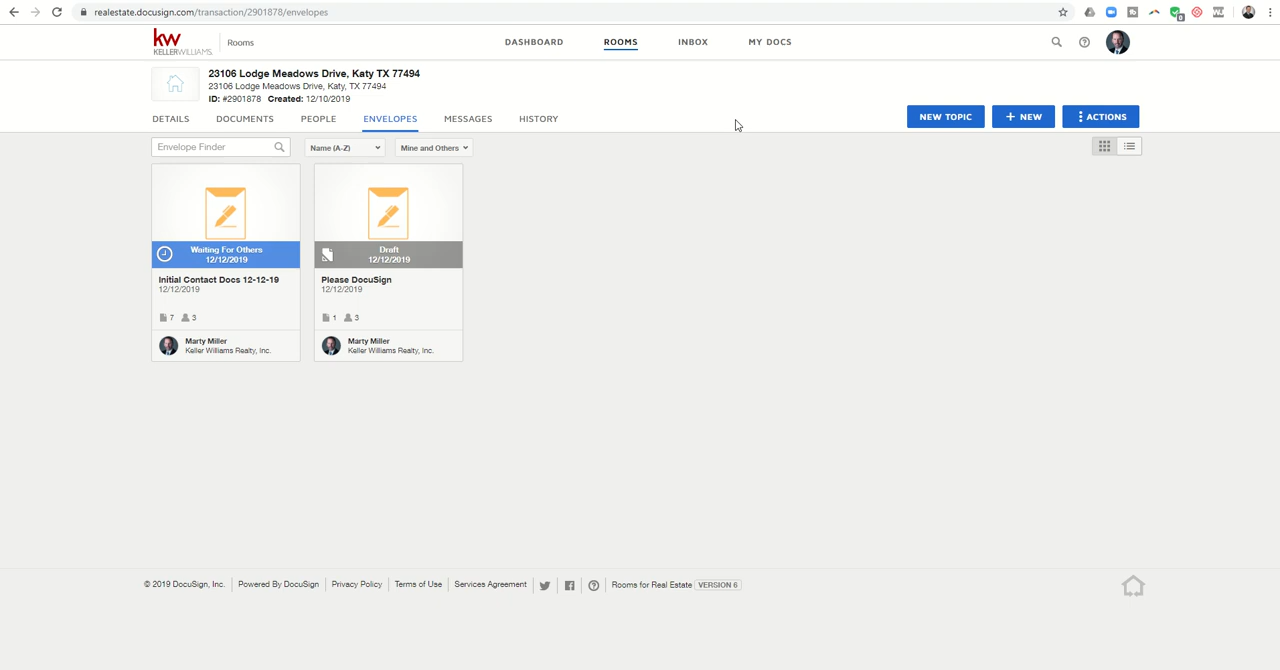 realestate.docusign.com/transaction/2901878/envelopes
kw
KELLERWILLIAMS.
Rooms
DASHBOARD
ROOMS
INBOX
MY DOCS
23106 Lodge Meadows Drive, Katy TX 77494
23106 Lodge Meadows Drive, Katy, TX 77494
ID: #2901878 Created: 12/10/2019
DETAILS
DOCUMENTS
PEOPLE
ENVELOPES
MESSAGES
HISTORY
NEW TOPIC
+ NEW
ACTIONS
Envelope Finder
Name (A-Z)
Mine and Others
Waiting For Others
12/12/2019
Initial Contact Docs 12-12-19
12/12/2019
7 3
Marty Miller
Keller Williams Realty, Inc.
Draft
12/12/2019
Please DocuSign
12/12/2019
1 3
Marty Miller
Keller Williams Realty, Inc.
© 2019 DocuSign, Inc. Powered By DocuSign Privacy Policy Terms of Use Services Agreement Rooms for Real Estate VERSION 6